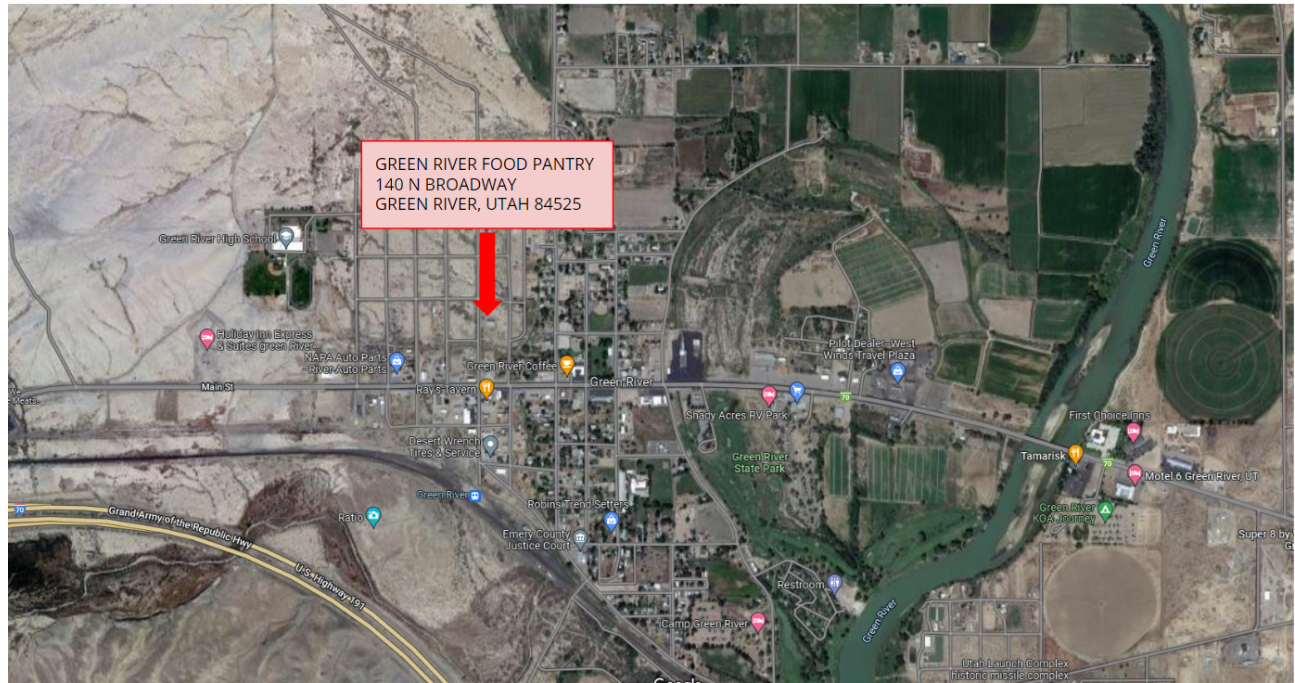 GREEN RIVER FOOD PANTRY
140 N BROADWAY
GREEN RIVER, UTAH 84525
Green River High School
Holiday Inn Express
& Suites green River...
NAPA Auto Parts
River Auto Parts
Green River Coffee
Main St
Ray's Tavern
Green River
Pilot Dealer-West
Winds Travel Plaza
70
Shady Acres RV Park
Green River
First Choice Inns
Tamarisk
70
Motel 6 Green River, UT
Green River
State Park
Desert Wrench
Tires & Service
Green River
Robins Trend Setters
Green River
KOA Journey
70
Grand Army of the Republic Hwy
Ratio
Emery County
Justice Court
Super 8 by
U.S. Highway 191
Restroom
Green River
iCamp Green River
Utah Launch Complex
historic missile complex